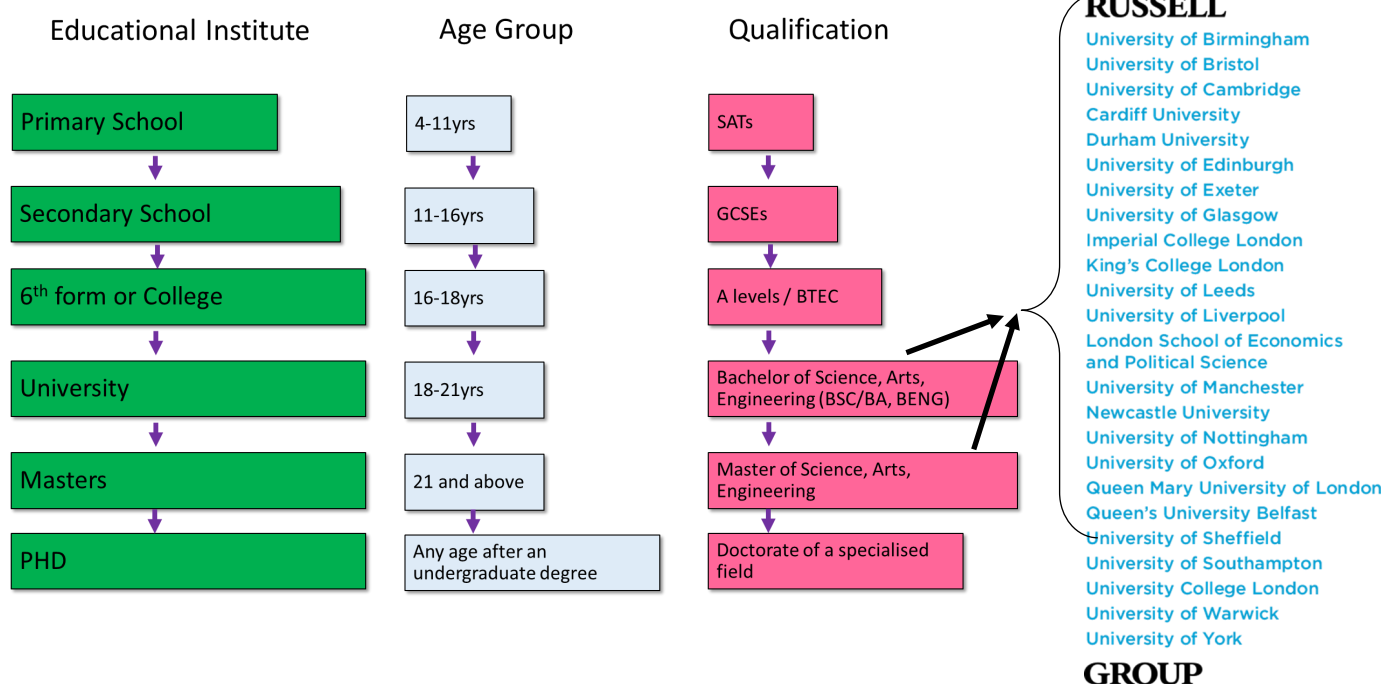 Educational Institute
Age Group
Qualification
Primary School
4-11yrs
SATs
Secondary School
11-16yrs
GCSEs
6th form or College
16-18yrs
A levels / BTEC
University
18-21yrs
Bachelor of Science, Arts,
Engineering (BSC/BA, BENG)
Masters
21 and above
Master of Science, Arts,
Engineering
PHD
Any age after an
undergraduate degree
Doctorate of a specialised
field
RUSSELL
University of Birmingham
University of Bristol
University of Cambridge
Cardiff University
Durham University
University of Edinburgh
University of Exeter
University of Glasgow
Imperial College London
King's College London
University of Leeds
University of Liverpool
London School of Economics
and Political Science
University of Manchester
Newcastle University
University of Nottingham
University of Oxford
Queen Mary University of London
Queen's University Belfast
University of Sheffield
University of Southampton
University College London
University of Warwick
University of York
GROUP